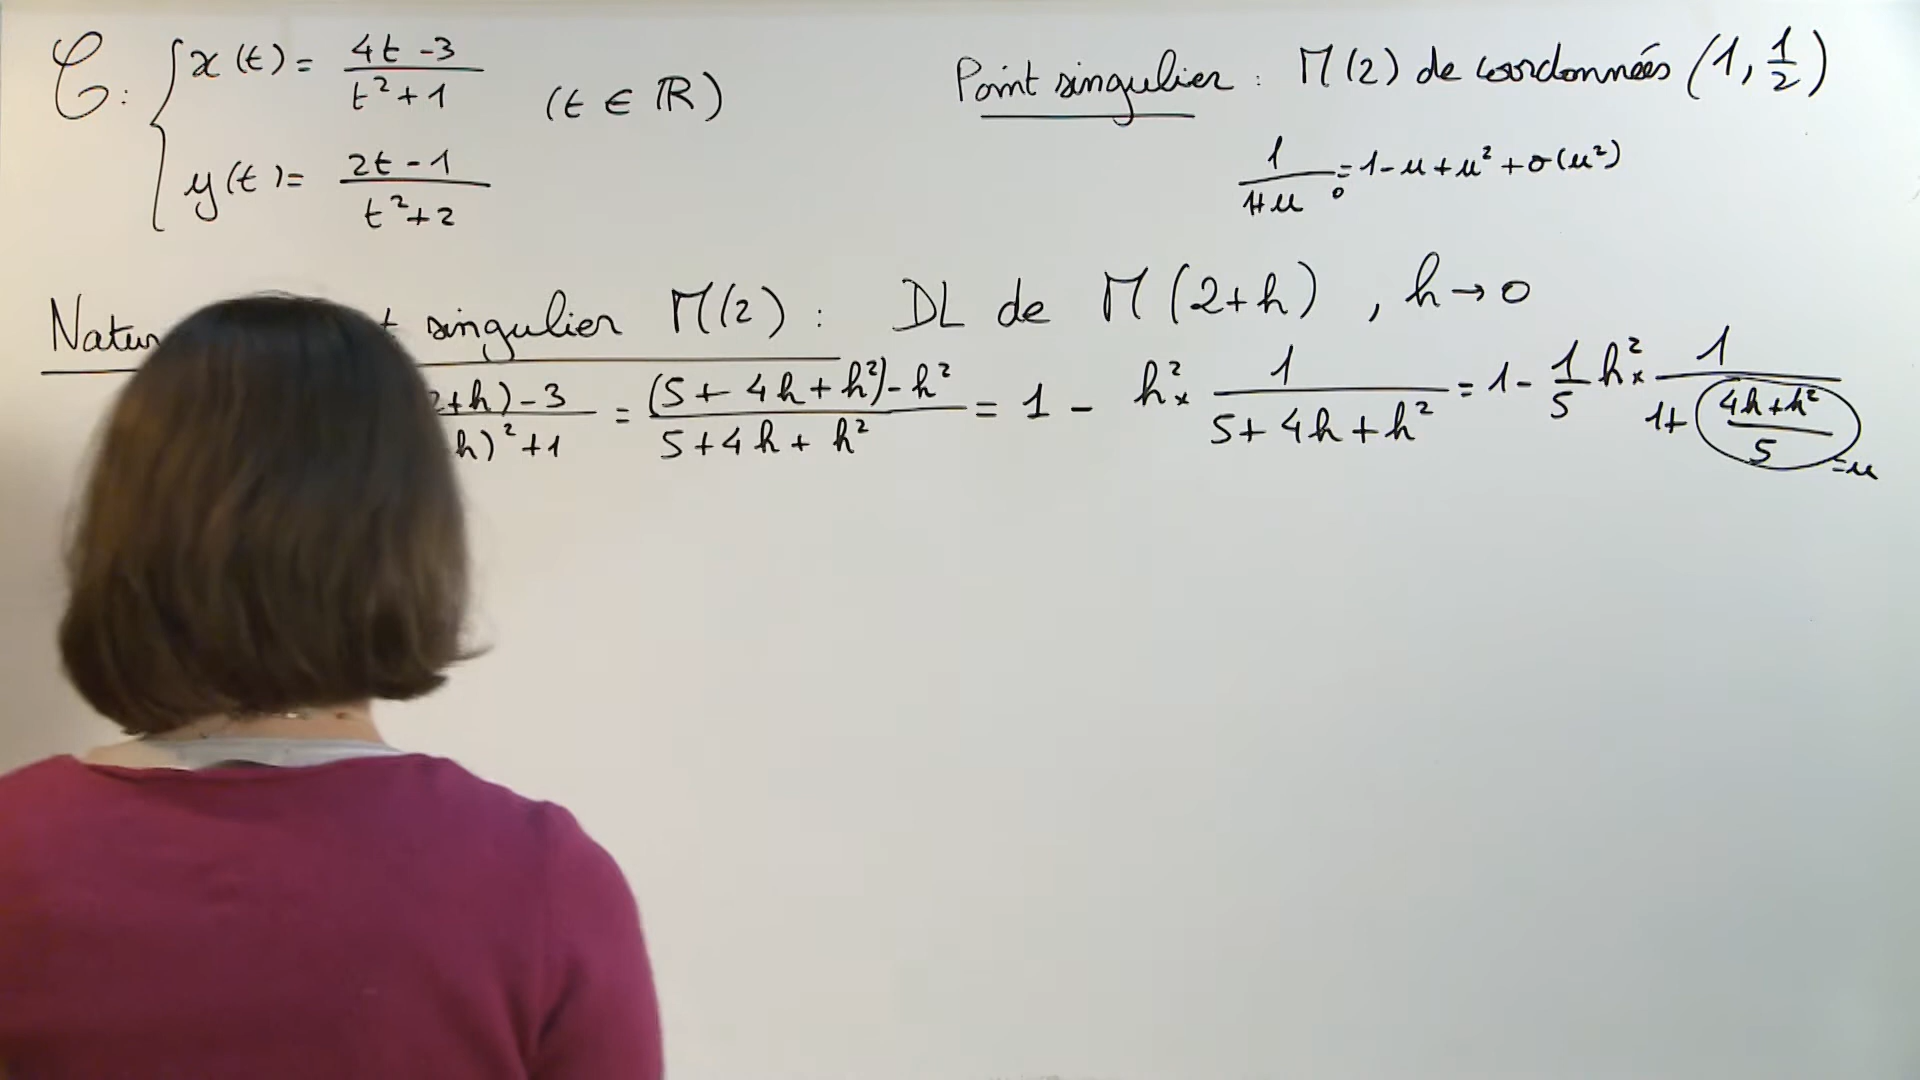 C : { x(t) = (4t - 3)/(t² + 1) (t ∈ ℝ)
y(t) = (2t - 1)/(t² + 2)
Point singulier : M(2) de coordonnées (1, 1/2)
1/(1+u) =₀ 1 - u + u² + o(u²)
singulier M(2) : DL de M(2+h) , h → 0
+h) - 3 / h)² + 1 = ((5 + 4h + h²) - h²)/(5 + 4h + h²) = 1 - h² × 1/(5 + 4h + h²) = 1 - 1/5 h² × 1/(1 + (4h + h²)/5) = u